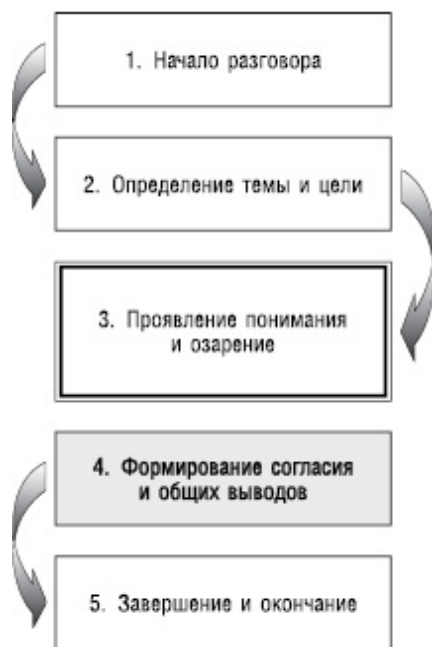 1. Начало разговора
2. Определение темы и цели
3. Проявление понимания
и озарение
4. Формирование согласия
и общих выводов
5. Завершение и окончание